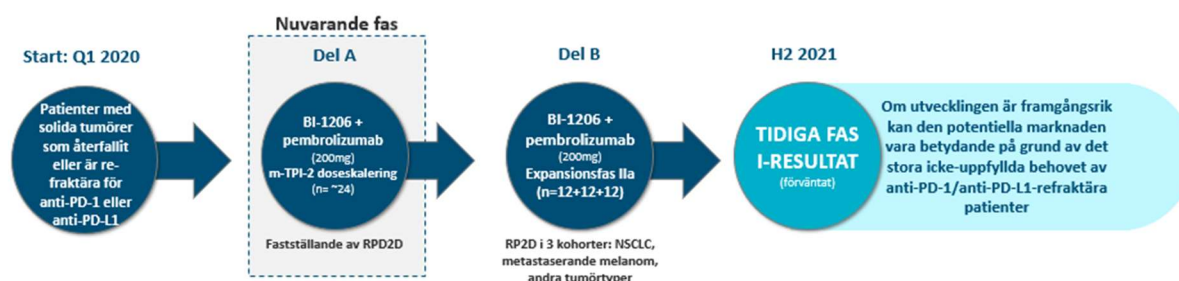 Nuvarande fas
Start: Q1 2020
Patienter med
solida tumörer
som återfallit
eller är re-
fraktära för
anti-PD-1 eller
anti-PD-L1
Del A
BI-1206 +
pembrolizumab
(200mg)
m-TPI-2 doseskalering
(n= ~24)
Fastställande av RPD2D
Del B
BI-1206 +
pembrolizumab
(200mg)
Expansionsfas IIa
(n=12+12+12)
RP2D i 3 kohorter: NSCLC,
metastaserande melanom,
andra tumörtyper
H2 2021
TIDIGA FAS
I-RESULTAT
(förväntat)
Om utvecklingen är framgångsrik
kan den potentiella marknaden
vara betydande på grund av det
stora icke-uppfyllda behovet av
anti-PD-1/anti-PD-L1-refraktära
patienter